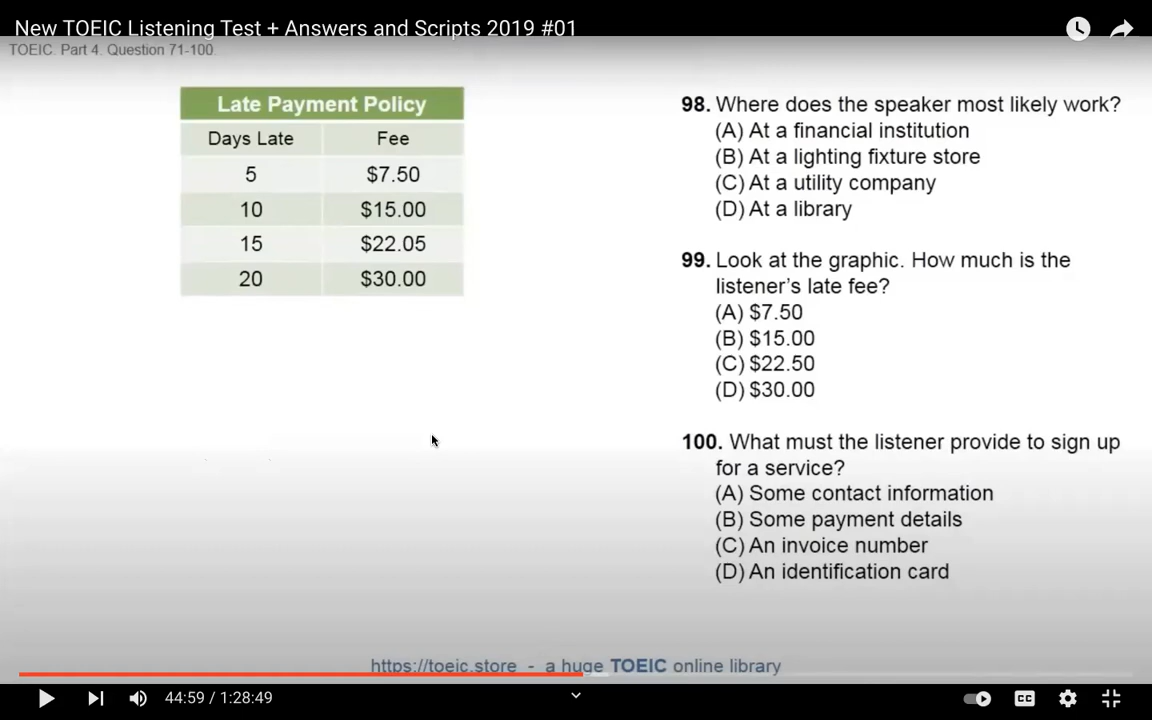 New TOEIC Listening Test + Answers and Scripts 2019 #01
TOEIC. Part 4. Question 71-100.
Late Payment Policy
Days Late Fee
5 $7.50
10 $15.00
15 $22.05
20 $30.00
98. Where does the speaker most likely work?
(A) At a financial institution
(B) At a lighting fixture store
(C) At a utility company
(D) At a library
99. Look at the graphic. How much is the
listener's late fee?
(A) $7.50
(B) $15.00
(C) $22.50
(D) $30.00
100. What must the listener provide to sign up
for a service?
(A) Some contact information
(B) Some payment details
(C) An invoice number
(D) An identification card
https://toeic.store - a huge TOEIC online library
44:59 / 1:28:49
CC